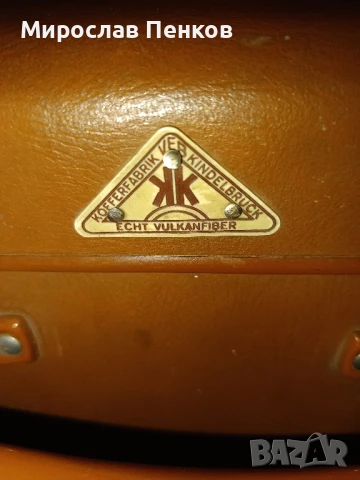 Мирослав Пенков
KOFFERFABRIK VEB KINDELBRÜCK
KK
ECHT VULKANFIBER
BAZAR